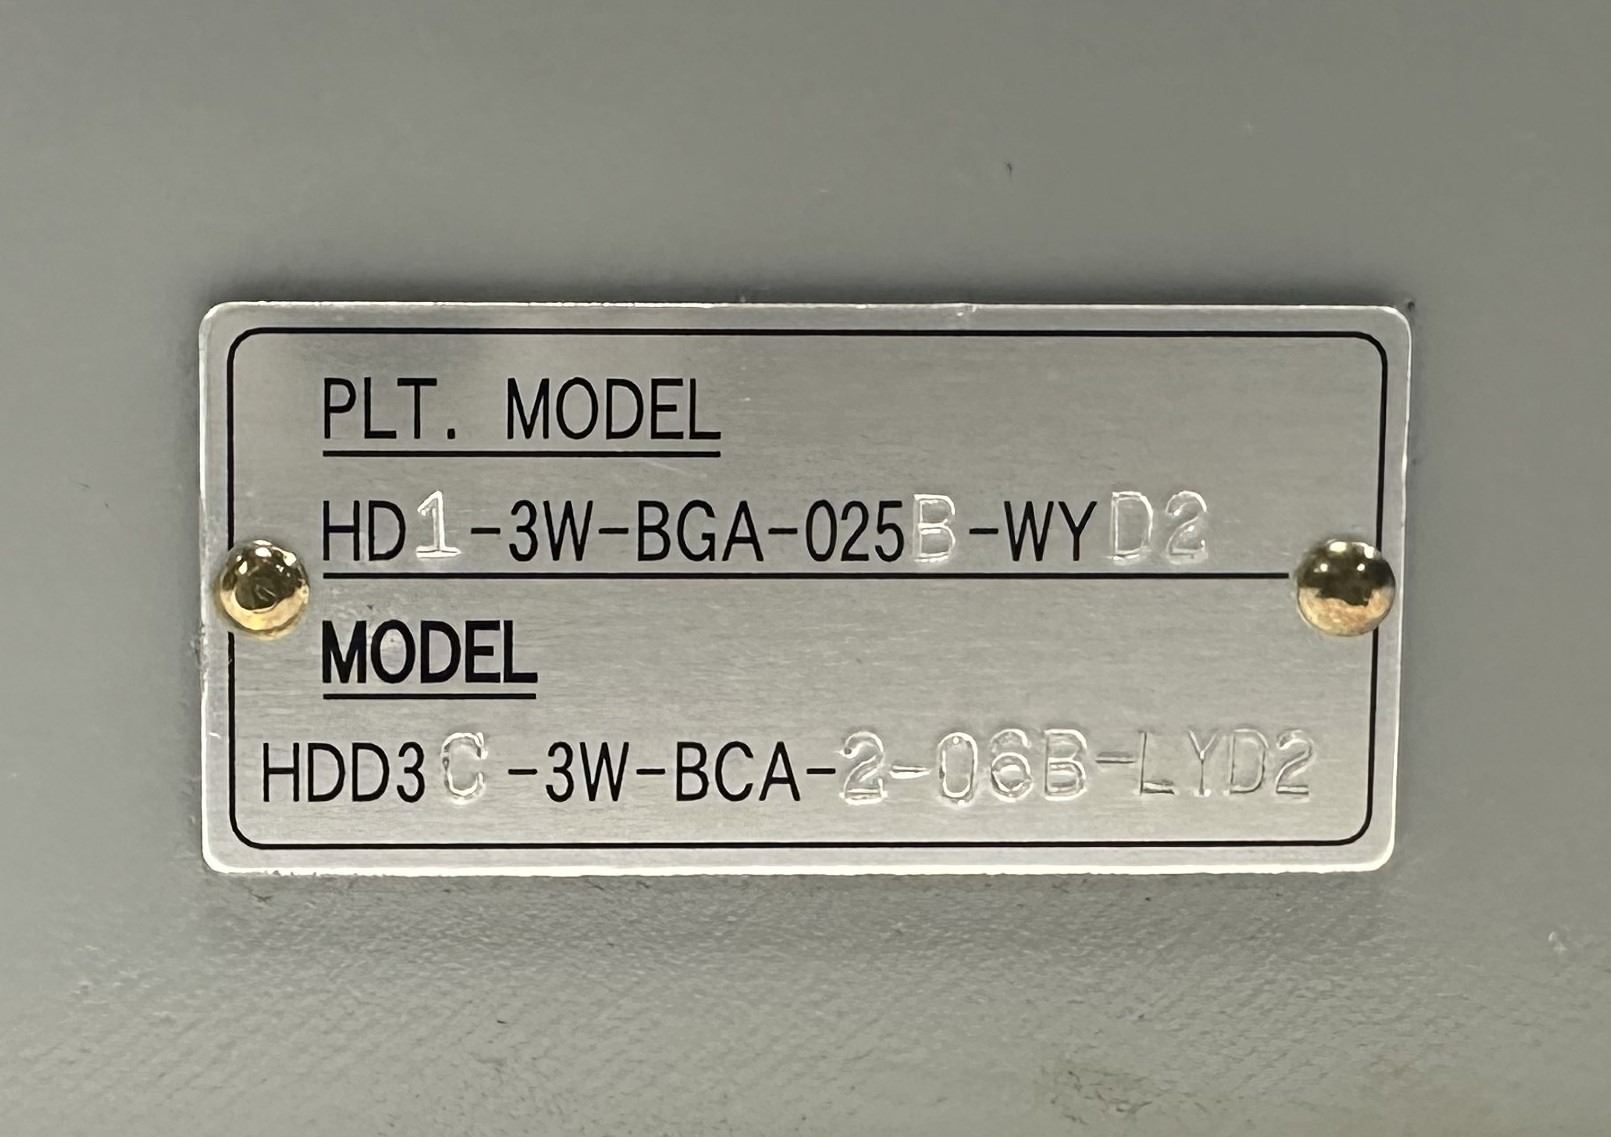 PLT. MODEL
HD1-3W-BGA-025B-WYD2
MODEL
HDD3C-3W-BCA-2-06B-LYD2